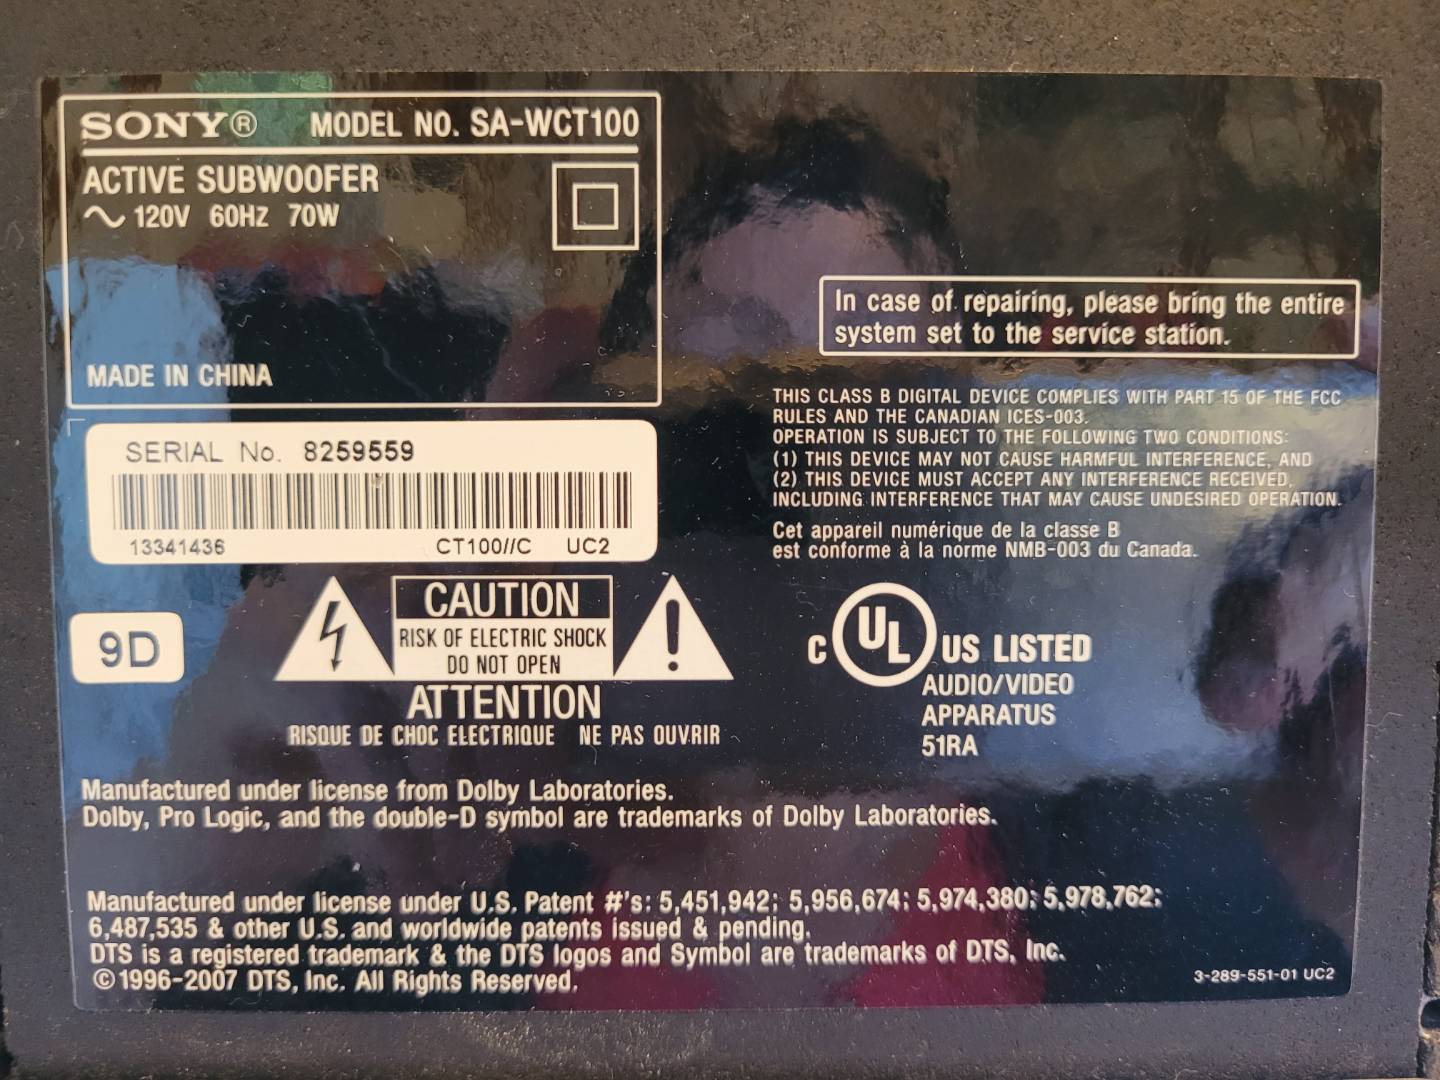 SONY® MODEL NO. SA-WCT100
ACTIVE SUBWOOFER
∼ 120V 60HZ 70W
MADE IN CHINA
SERIAL No. 8259559
13341436 CT100//C UC2
9D
CAUTION
RISK OF ELECTRIC SHOCK
DO NOT OPEN
ATTENTION
RISQUE DE CHOC ELECTRIQUE NE PAS OUVRIR
In case of repairing, please bring the entire
system set to the service station.
THIS CLASS B DIGITAL DEVICE COMPLIES WITH PART 15 OF THE FCC
RULES AND THE CANADIAN ICES-003.
OPERATION IS SUBJECT TO THE FOLLOWING TWO CONDITIONS:
(1) THIS DEVICE MAY NOT CAUSE HARMFUL INTERFERENCE, AND
(2) THIS DEVICE MUST ACCEPT ANY INTERFERENCE RECEIVED,
INCLUDING INTERFERENCE THAT MAY CAUSE UNDESIRED OPERATION.
Cet appareil numérique de la classe B
est conforme à la norme NMB-003 du Canada.
C UL US LISTED
AUDIO/VIDEO
APPARATUS
51RA
Manufactured under license from Dolby Laboratories.
Dolby, Pro Logic, and the double-D symbol are trademarks of Dolby Laboratories.
Manufactured under license under U.S. Patent #'s: 5,451,942; 5,956,674; 5,974,380; 5,978,762;
6,487,535 & other U.S. and worldwide patents issued & pending.
DTS is a registered trademark & the DTS logos and Symbol are trademarks of DTS, Inc.
©1996-2007 DTS, Inc. All Rights Reserved.
3-289-551-01 UC2